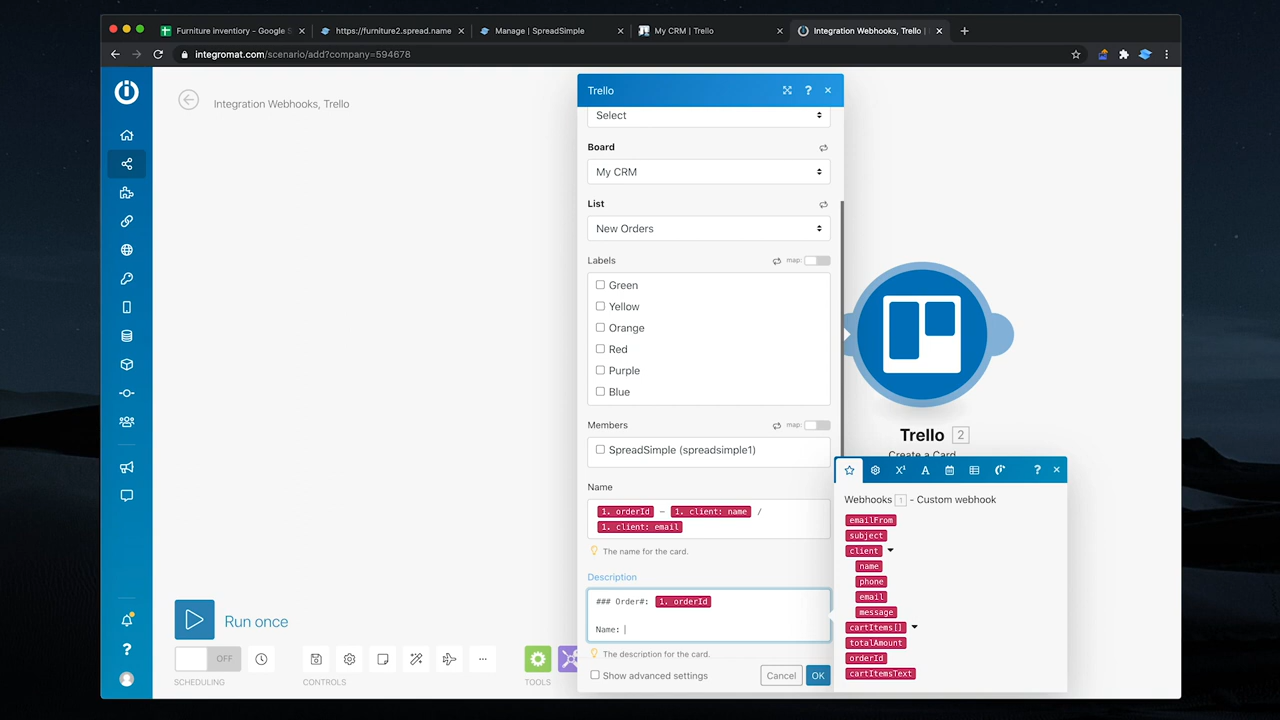 Furniture inventiory - Google S
https://furniture2.spread.name
Manage | SpreadSimple
My CRM | Trello
Integration Webhooks, Trello |
integromat.com/scenario/add?company=594678
Integration Webhooks, Trello
Trello
Select
Board
My CRM
List
New Orders
Labels
map:
Green
Yellow
Orange
Red
Purple
Blue
Members
map:
SpreadSimple (spreadsimple1)
Name
1. orderId – 1. client: name /
1. client: email
The name for the card.
Description
### Order#: 1. orderId
Name:
The description for the card.
Show advanced settings
Cancel
OK
Trello 2
Create a Card
Webhooks 1 - Custom webhook
emailFrom
subject
client
name
phone
email
message
cartItems[]
totalAmount
orderId
cartItemsText
Run once
OFF
SCHEDULING
CONTROLS
TOOLS